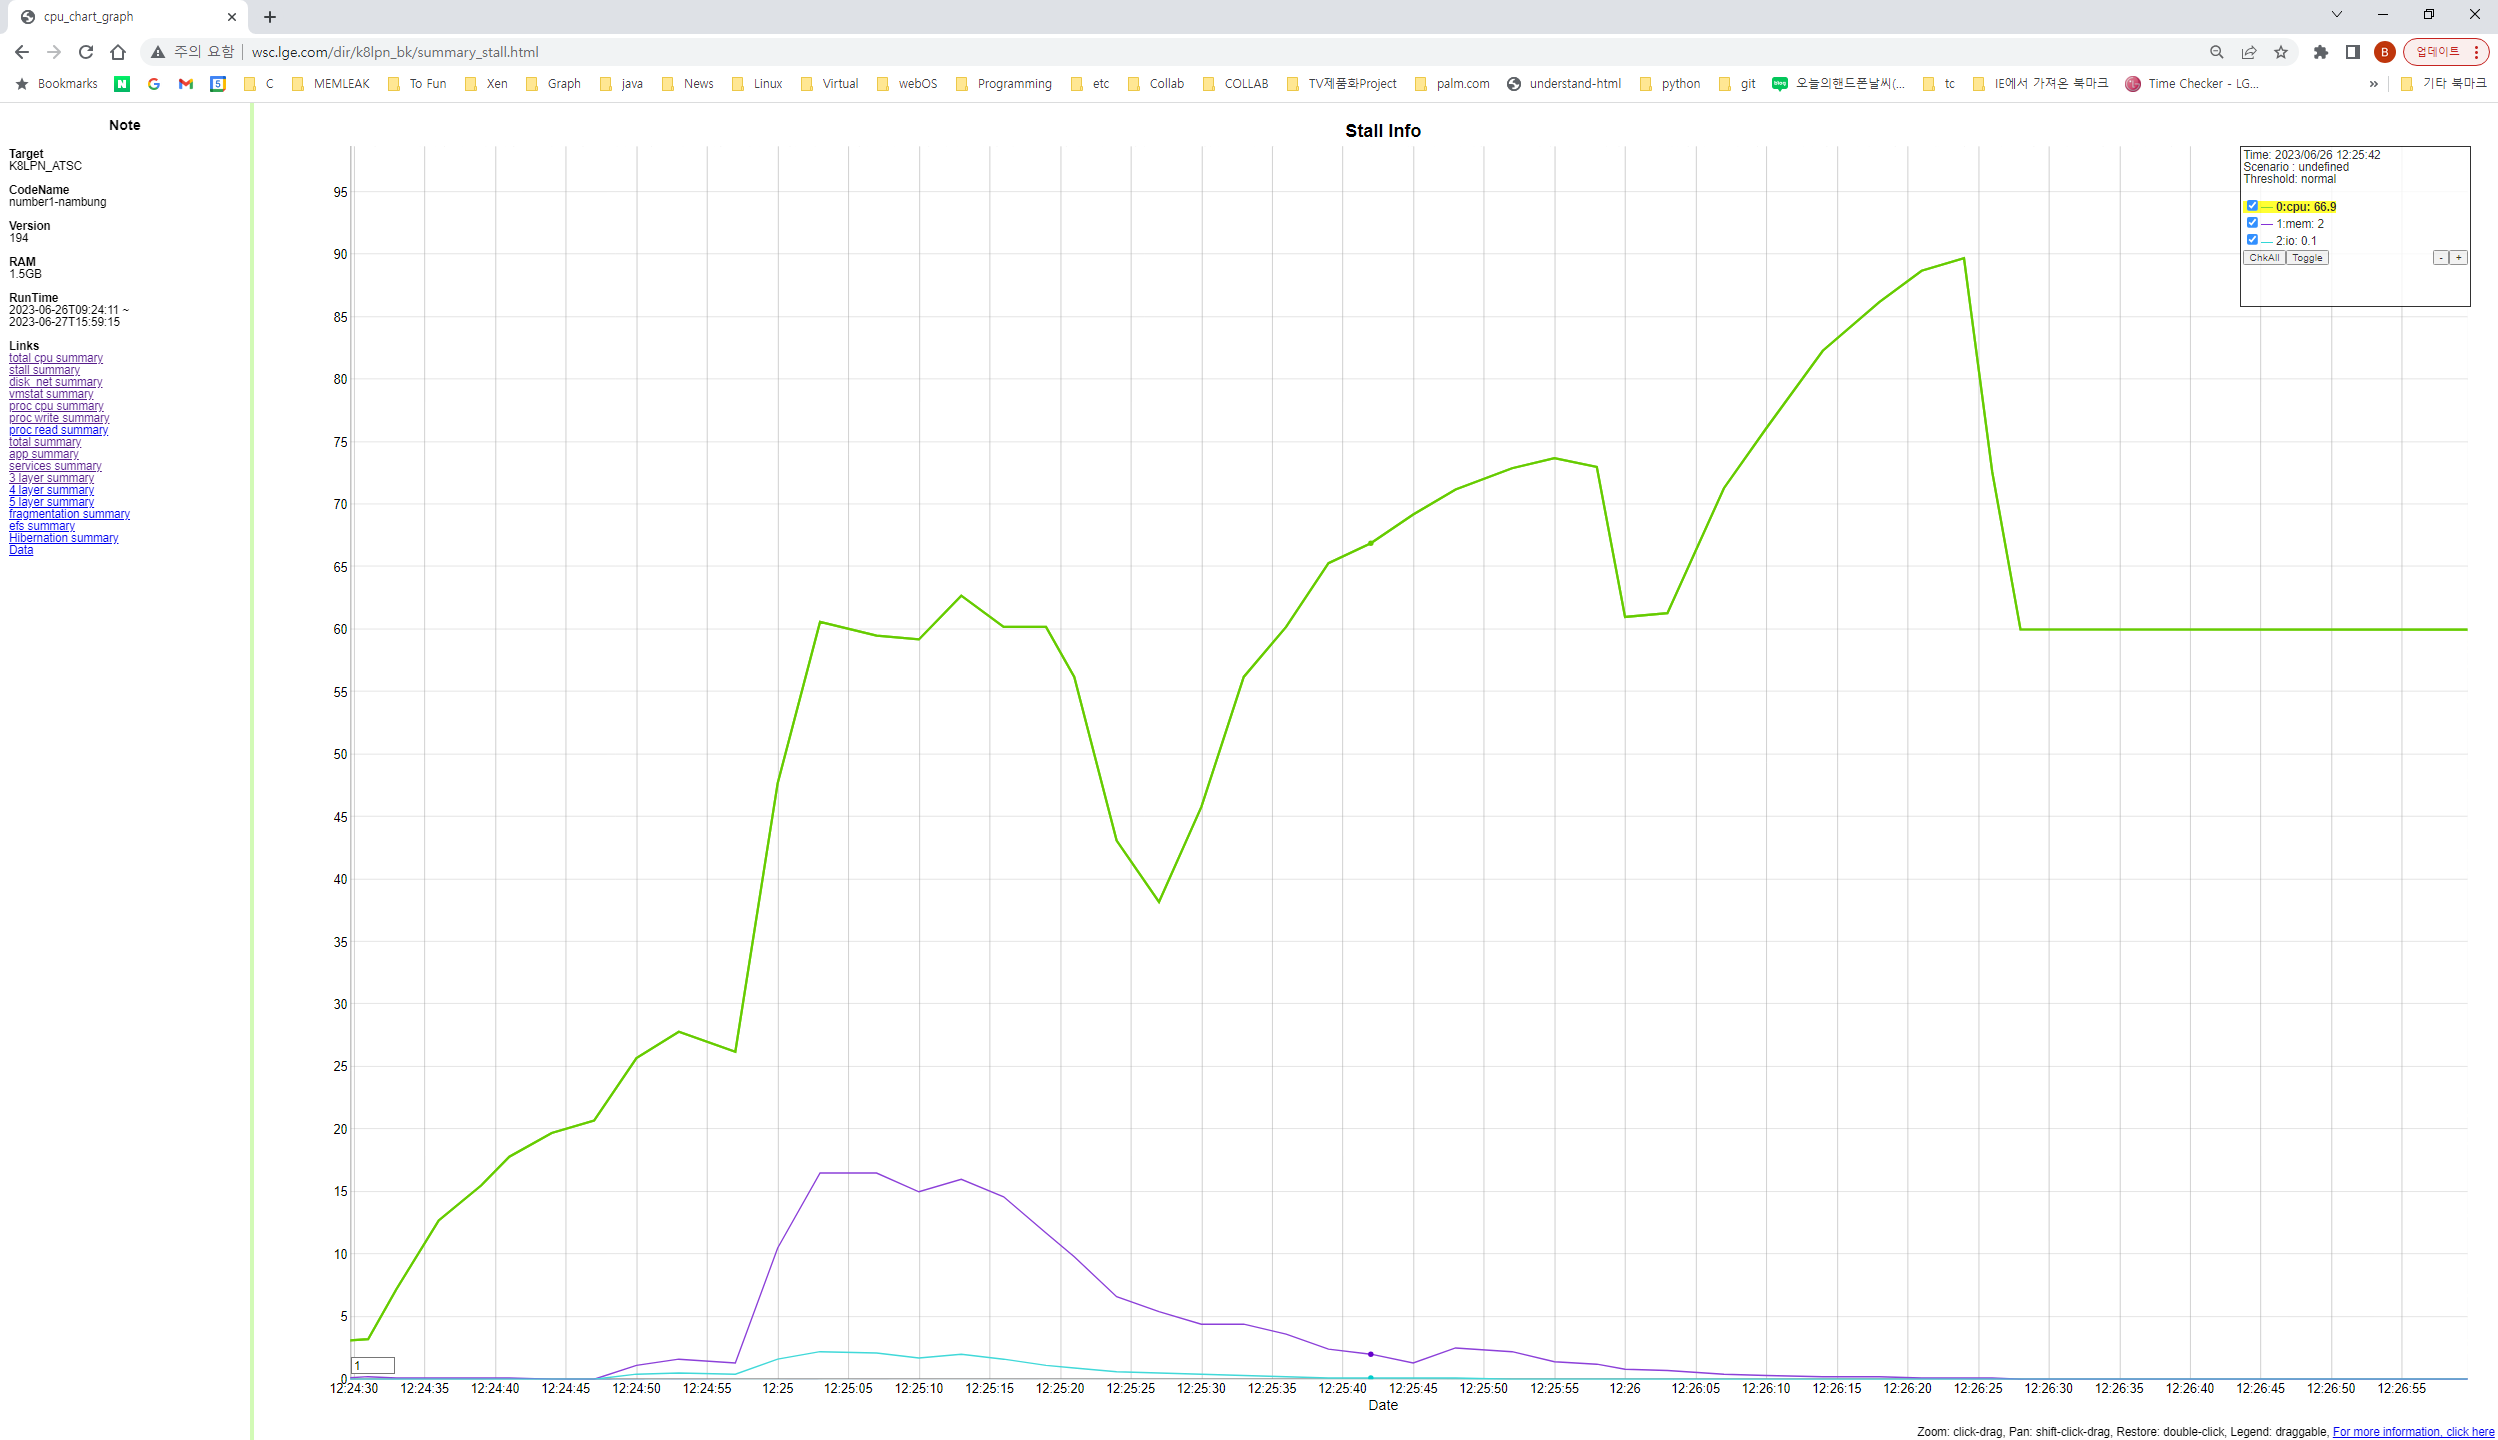 cpu_chart_graph
주의 요함 wsc.lge.com/dir/k8lpn_bk/summary_stall.html
B 업데이트
Bookmarks N G 5 C MEMLEAK To Fun Xen Graph java News Linux Virtual webOS Programming etc Collab COLLAB TV제품화Project palm.com understand-html python git blog 오늘의핸드폰날씨(... tc IE에서 가져온 북마크 Time Checker - LG... » 기타 북마크
Note
Target
K8LPN_ATSC
CodeName
number1-nambung
Version
194
RAM
1.5GB
RunTime
2023-06-26T09:24:11 ~
2023-06-27T15:59:15
Links
total cpu summary
stall summary
disk_net summary
vmstat summary
proc cpu summary
proc write summary
proc read summary
total summary
app summary
services summary
3 layer summary
4 layer summary
5 layer summary
fragmentation summary
efs summary
Hibernation summary
Data
Stall Info
Time: 2023/06/26 12:25:42
Scenario : undefined
Threshold: normal
0:cpu: 66.9
1:mem: 2
2:io: 0.1
ChkAll Toggle - +
95
90
85
80
75
70
65
60
55
50
45
40
35
30
25
20
15
10
5
1
0
12:24:30 12:24:35 12:24:40 12:24:45 12:24:50 12:24:55 12:25 12:25:05 12:25:10 12:25:15 12:25:20 12:25:25 12:25:30 12:25:35 12:25:40 12:25:45 12:25:50 12:25:55 12:26 12:26:05 12:26:10 12:26:15 12:26:20 12:26:25 12:26:30 12:26:35 12:26:40 12:26:45 12:26:50 12:26:55
Date
Zoom: click-drag, Pan: shift-click-drag, Restore: double-click, Legend: draggable, For more information, click here